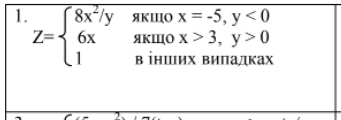 1. 8x²/y якщо x = -5, y < 0
Z= { 6x якщо x > 3, y > 0
1 в інших випадках